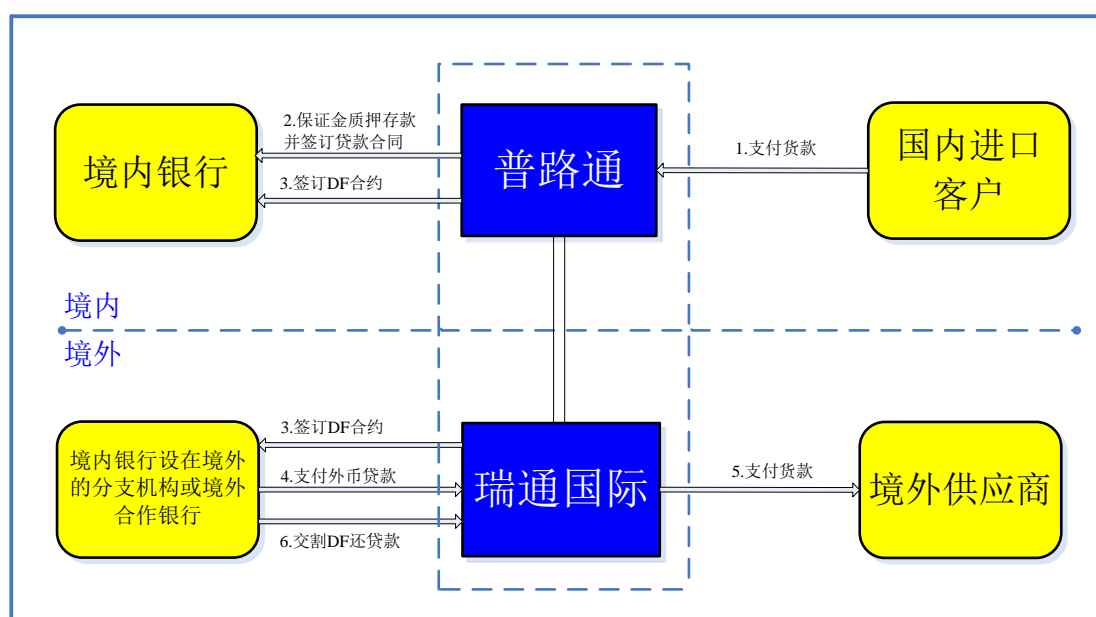 境内银行
2.保证金质押存款
并签订贷款合同
3.签订DF合约
普路通
1.支付货款
国内进口
客户
境内
境外
境内银行设在境外
的分支机构或境外
合作银行
3.签订DF合约
4.支付外币贷款
6.交割DF还贷款
瑞通国际
5.支付货款
境外供应商